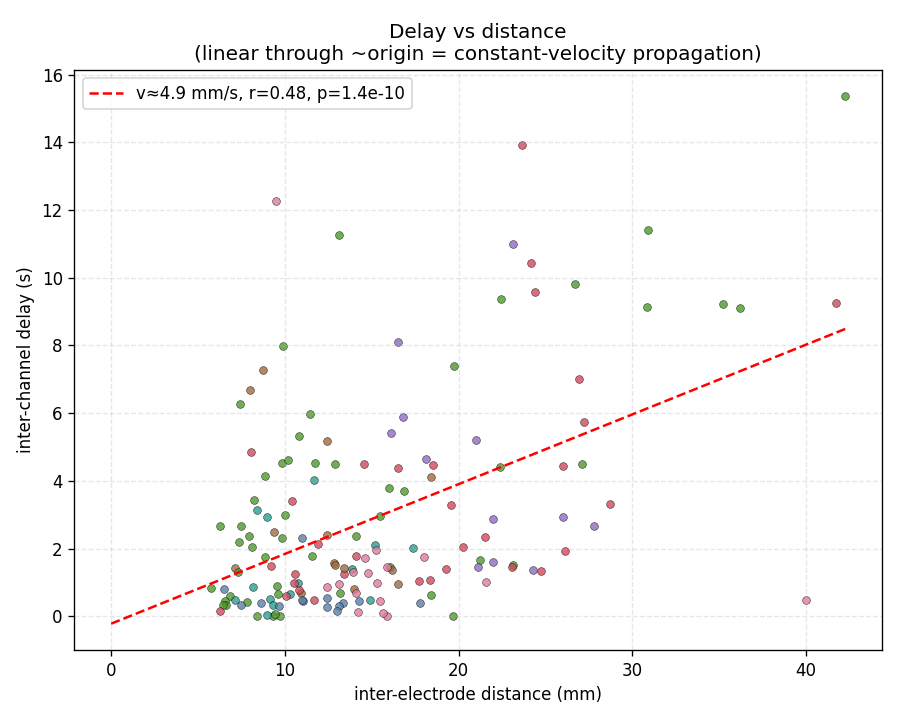 Delay vs distance
(linear through ~origin = constant-velocity propagation)
v≈4.9 mm/s, r=0.48, p=1.4e-10
16
14
12
10
8
6
4
2
0
inter-channel delay (s)
0 10 20 30 40
inter-electrode distance (mm)